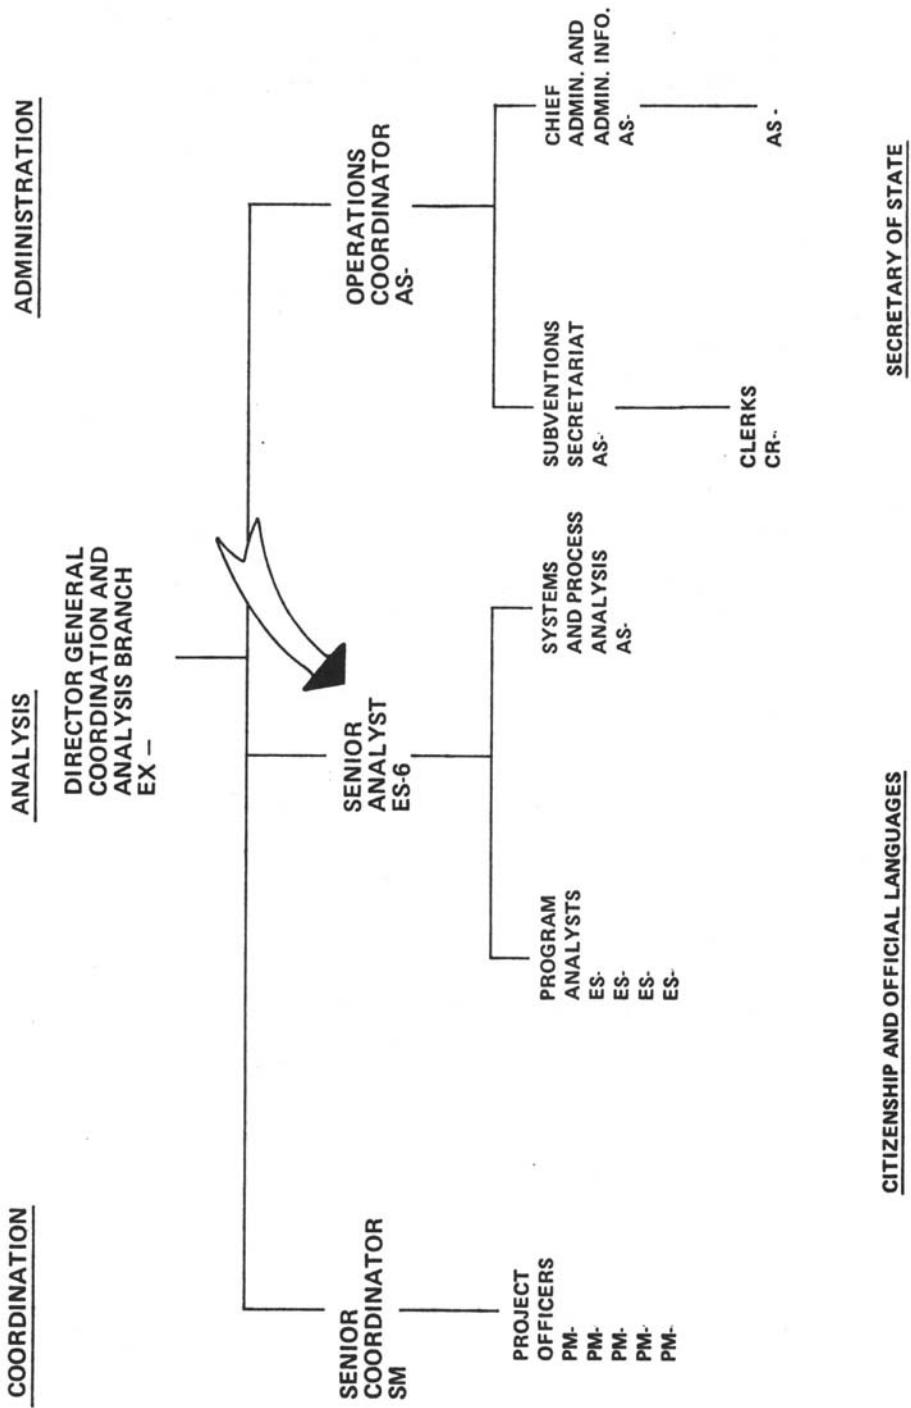 COORDINATION
ANALYSIS
ADMINISTRATION
DIRECTOR GENERAL
COORDINATION AND
ANALYSIS BRANCH
EX —
SENIOR
COORDINATOR
SM
SENIOR
ANALYST
ES-6
OPERATIONS
COORDINATOR
AS-
PROJECT
OFFICERS
PM-
PM-
PM-
PM-
PM-
PROGRAM
ANALYSTS
ES-
ES-
ES-
ES-
SYSTEMS
AND PROCESS
ANALYSIS
AS-
SUBVENTIONS
SECRETARIAT
AS-
CHIEF
ADMIN. AND
ADMIN. INFO.
AS-
CLERKS
CR-
AS -
CITIZENSHIP AND OFFICIAL LANGUAGES
SECRETARY OF STATE